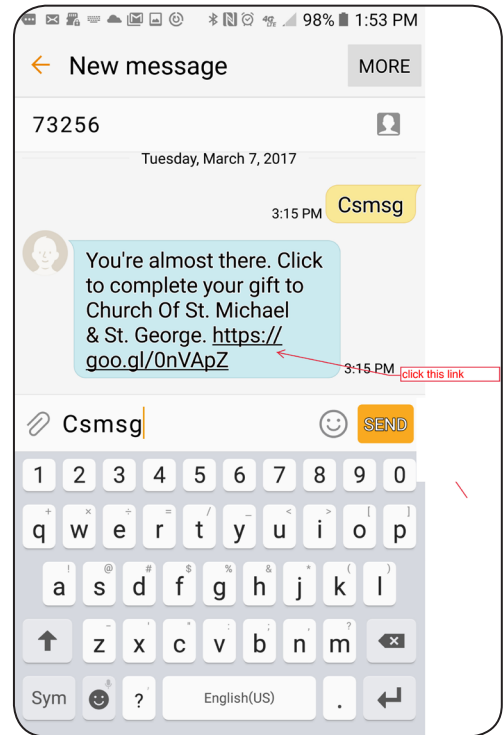 98% 1:53 PM
New message
MORE
73256
Tuesday, March 7, 2017
3:15 PM
Csmsg
You're almost there. Click
to complete your gift to
Church Of St. Michael
& St. George. https://
goo.gl/0nVApZ
3:15 PM
click this link
Csmsg
SEND
1 2 3 4 5 6 7 8 9 0
+ × ÷ = / _ < > [ ]
q w e r t y u i o p
! @ # $ % & * ( )
a s d f g h j k l
- ' " : ; , ?
z x c v b n m
Sym ? English(US) .